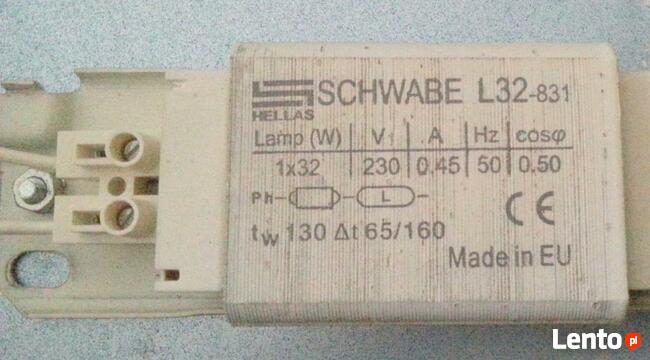 SCHWABE L32-831
HELLAS
Lamp (W) V A Hz cosφ
1x32 230 0.45 50 0.50
Ph L
tw 130 Δt 65/160 CE
Made in EU
Lento.pl